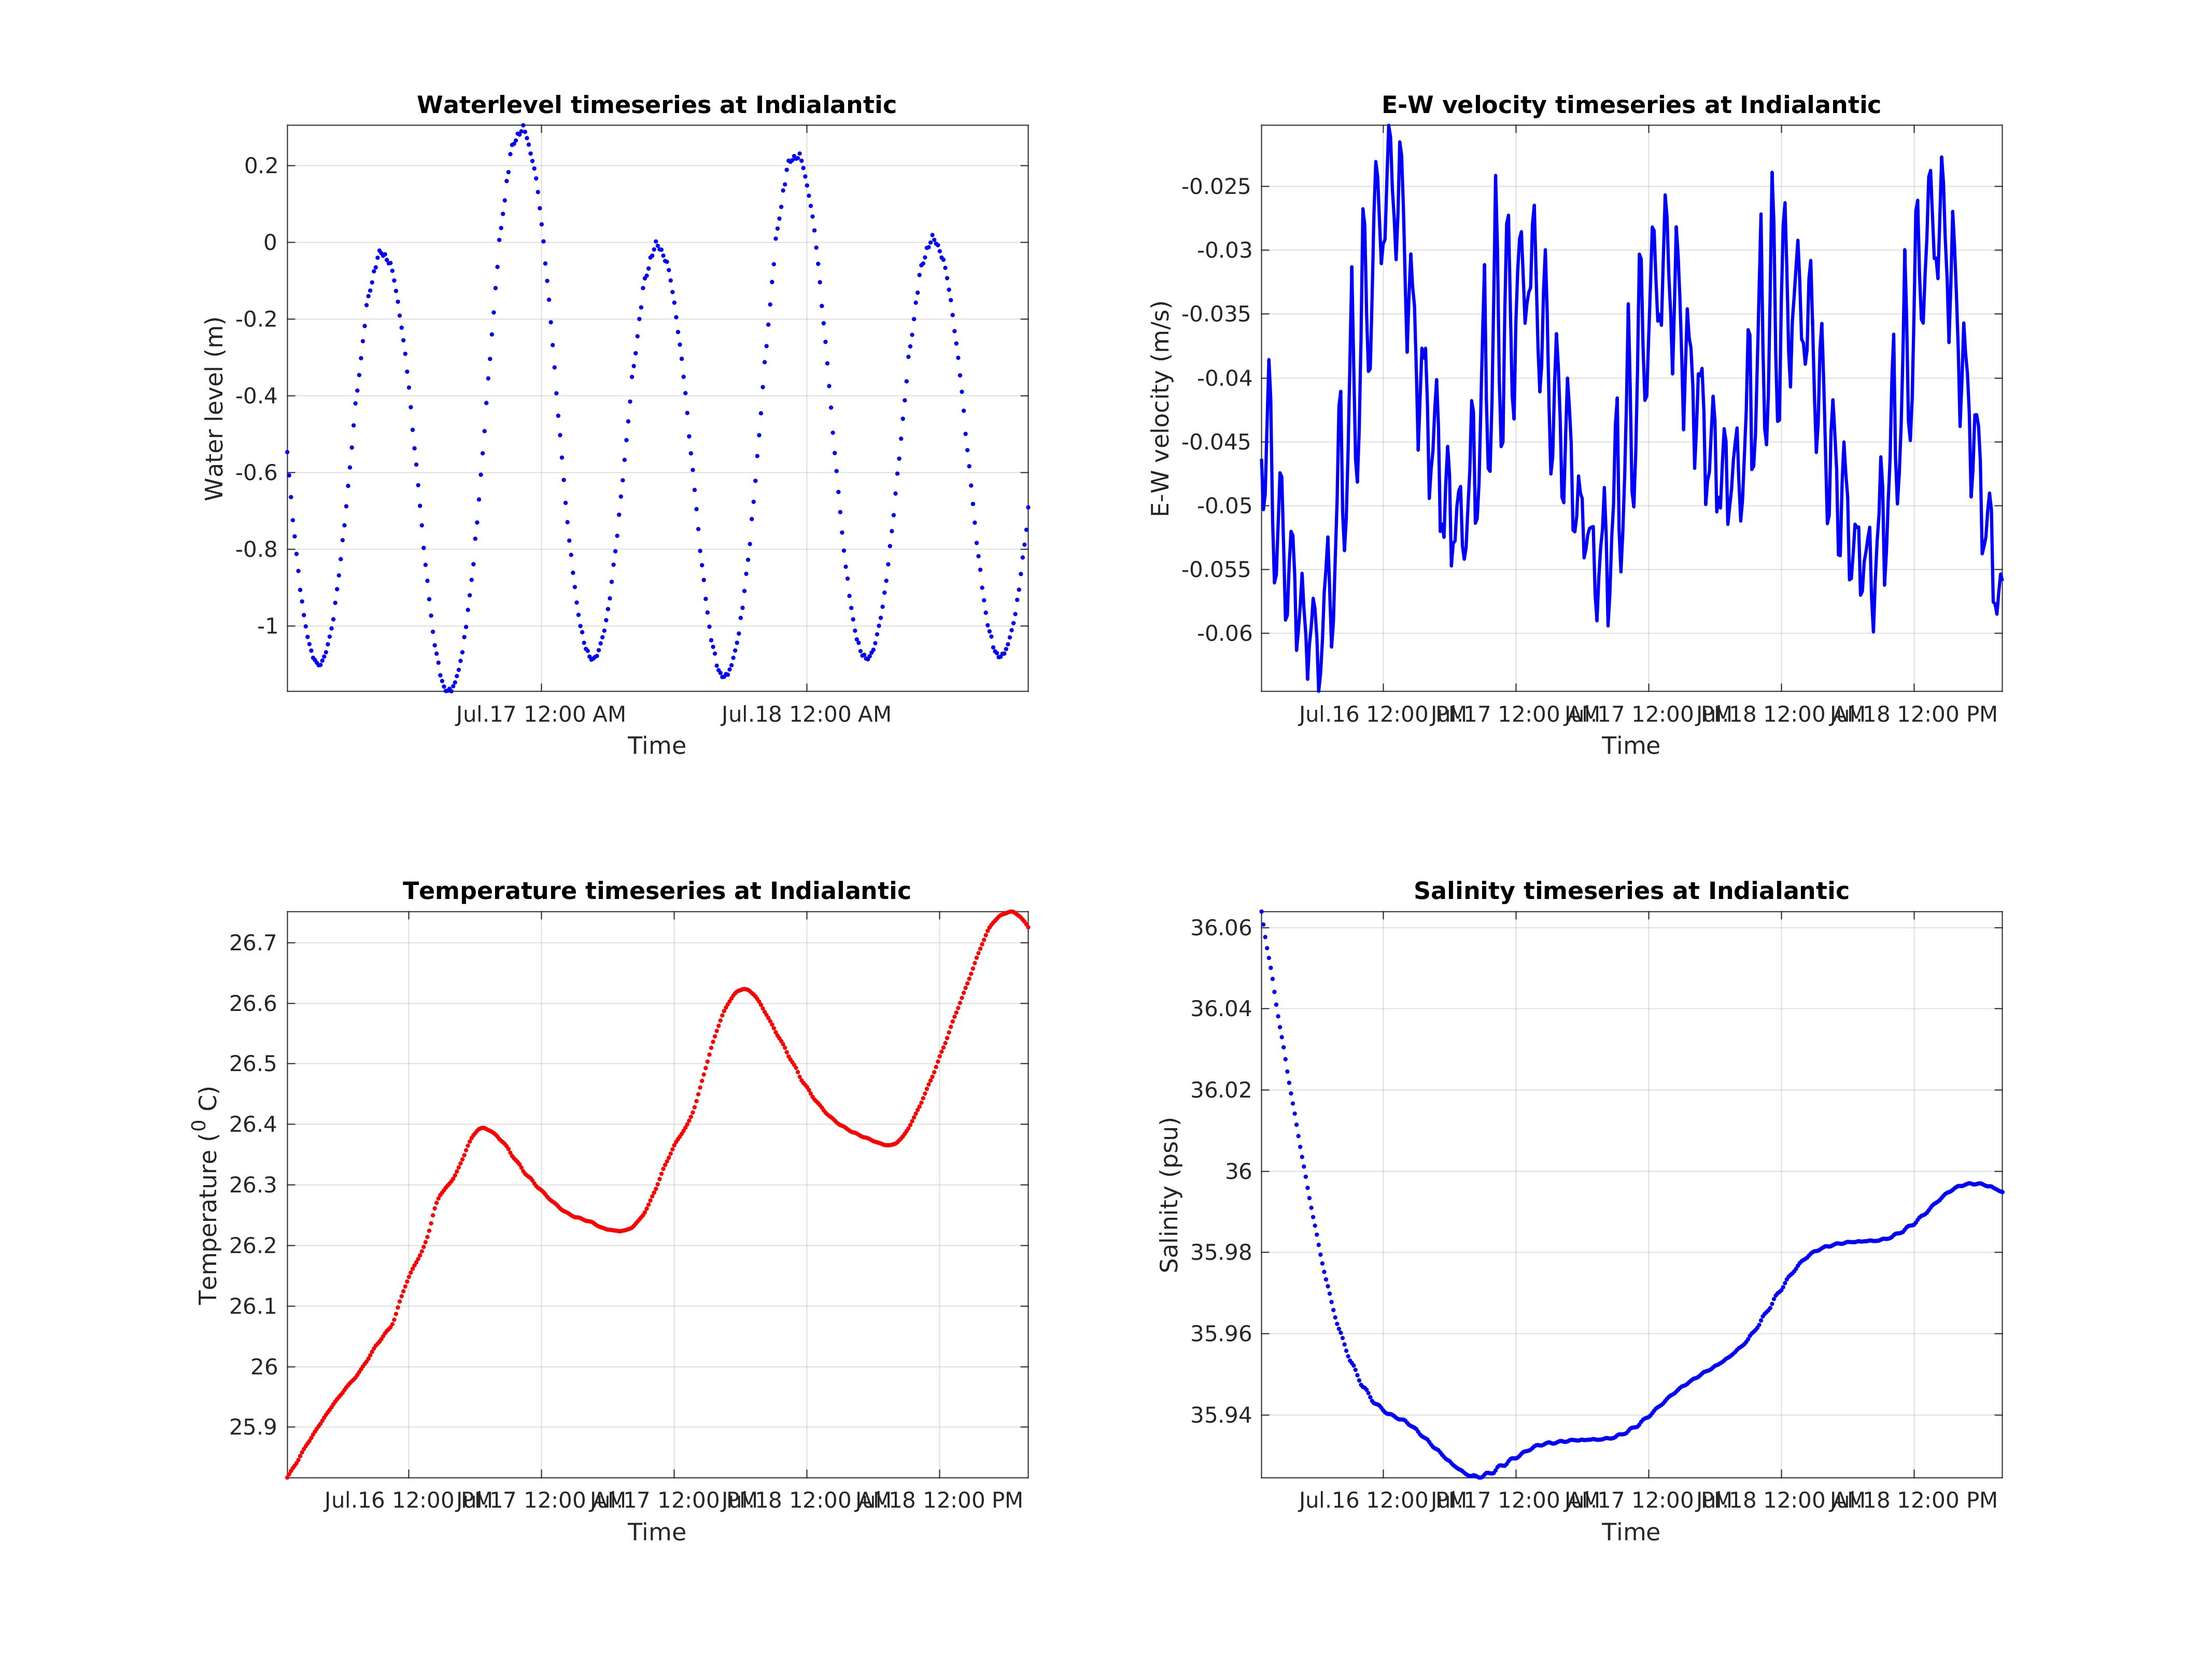 Waterlevel timeseries at Indialantic
0.2
0
-0.2
-0.4
-0.6
-0.8
-1
Water level (m)
Jul.17 12:00 AM
Jul.18 12:00 AM
Time
E-W velocity timeseries at Indialantic
-0.025
-0.03
-0.035
-0.04
-0.045
-0.05
-0.055
-0.06
E-W velocity (m/s)
Jul.16 12:00 PM
Jul.17 12:00 AM
Jul.17 12:00 PM
Jul.18 12:00 AM
Jul.18 12:00 PM
Time
Temperature timeseries at Indialantic
26.7
26.6
26.5
26.4
26.3
26.2
26.1
26
25.9
Temperature (⁰ C)
Jul.16 12:00 PM
Jul.17 12:00 AM
Jul.17 12:00 PM
Jul.18 12:00 AM
Jul.18 12:00 PM
Time
Salinity timeseries at Indialantic
36.06
36.04
36.02
36
35.98
35.96
35.94
Salinity (psu)
Jul.16 12:00 PM
Jul.17 12:00 AM
Jul.17 12:00 PM
Jul.18 12:00 AM
Jul.18 12:00 PM
Time